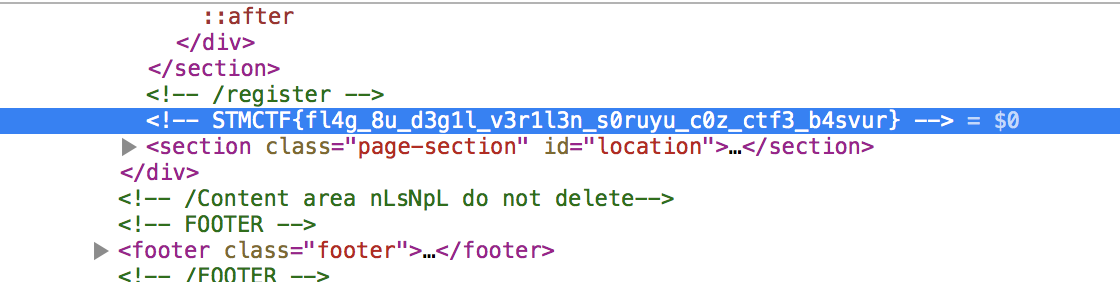 ::after
</div>
</section>
<!-- /register -->
<!-- STMCTF{fl4g_8u_d3g1l_v3r1l3n_s0ruyu_c0z_ctf3_b4svur} --> = $0
▶<section class="page-section" id="location">…</section>
</div>
<!-- /Content area nLsNpL do not delete-->
<!-- FOOTER -->
▶<footer class="footer">…</footer>
<!-- /FOOTER -->